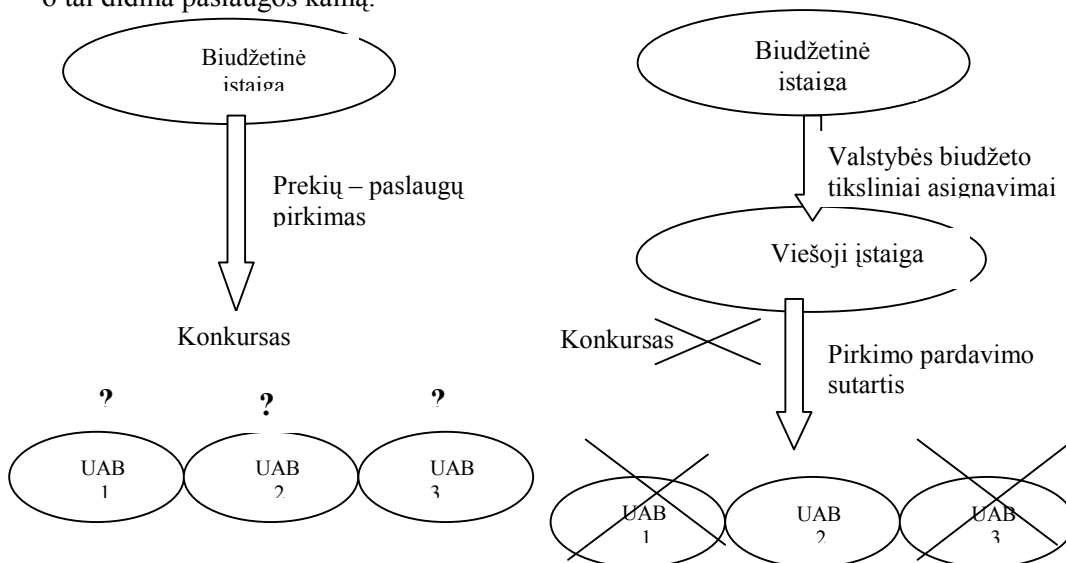 o tai didina paslaugos kainą.
Biudžetinė
įstaiga
Prekių – paslaugų
pirkimas
Konkursas
? ? ?
UAB
1
UAB
2
UAB
3
Biudžetinė
įstaiga
Valstybės biudžeto
tiksliniai asignavimai
Viešoji įstaiga
Konkursas
Pirkimo pardavimo
sutartis
UAB
1
UAB
2
UAB
3